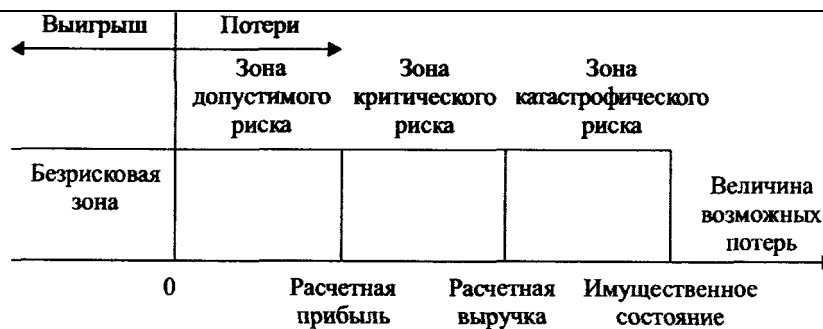 Выигрыш Потери
Зона допустимого риска
Зона критического риска
Зона катастрофического риска
Безрисковая зона
Величина возможных потерь
0
Расчетная прибыль
Расчетная выручка
Имущественное состояние